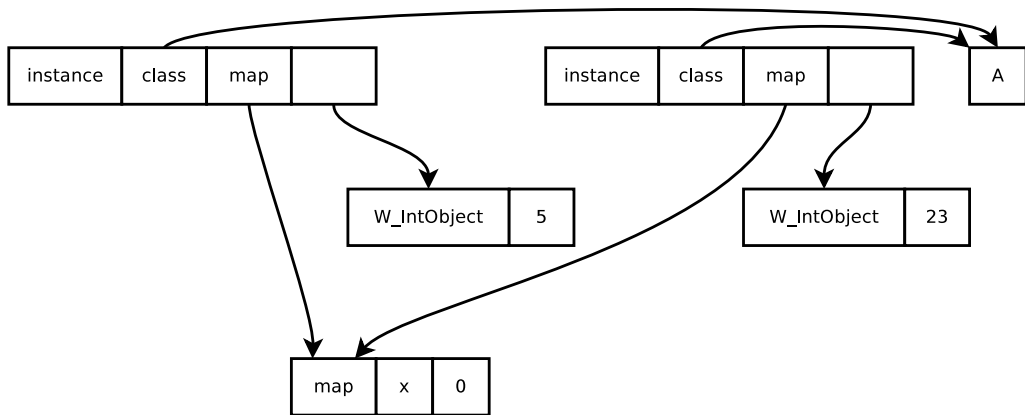 instance class map instance class map A
W_IntObject 5 W_IntObject 23
map x 0